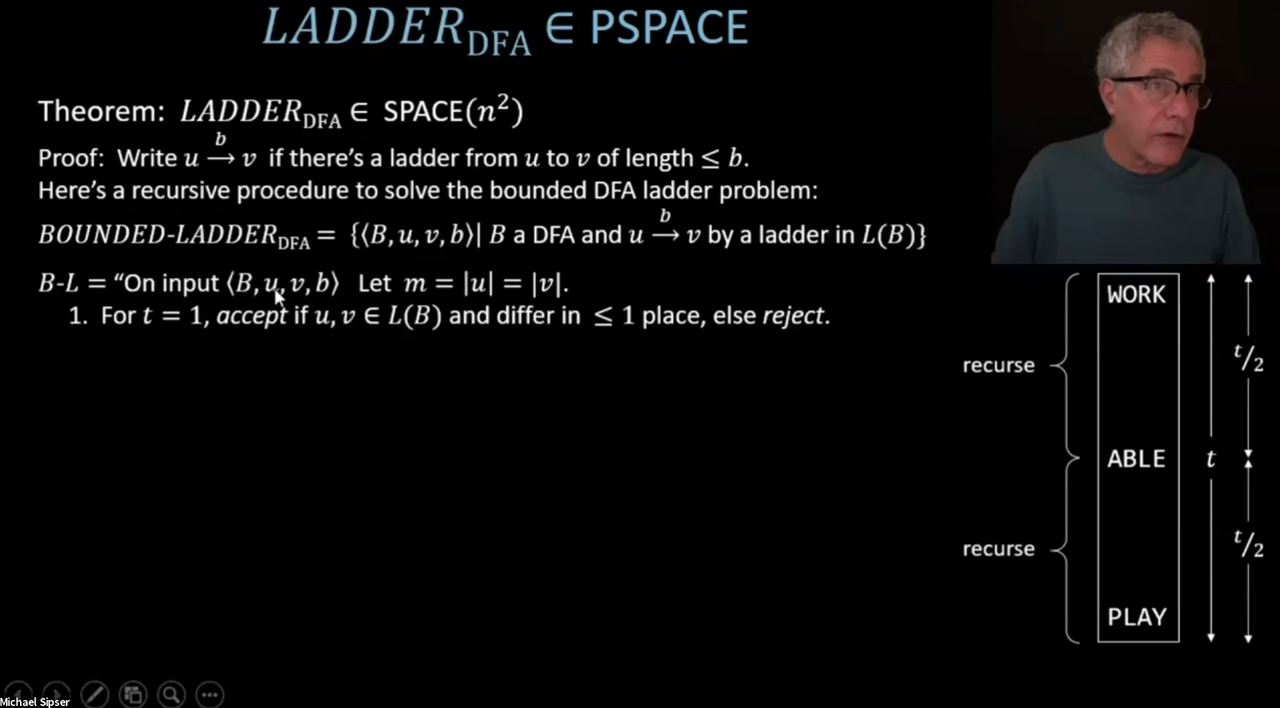 LADDER_DFA ∈ PSPACE
Theorem: LADDER_DFA ∈ SPACE(n²)
Proof: Write u —b→ v if there's a ladder from u to v of length ≤ b.
Here's a recursive procedure to solve the bounded DFA ladder problem:
BOUNDED-LADDER_DFA = {⟨B, u, v, b⟩| B a DFA and u —b→ v by a ladder in L(B)}
B-L = “On input ⟨B, u, v, b⟩ Let m = |u| = |v|.
1. For t = 1, accept if u, v ∈ L(B) and differ in ≤ 1 place, else reject.
WORK
recurse
t/2
ABLE
t
recurse
t/2
PLAY
Michael Sipser